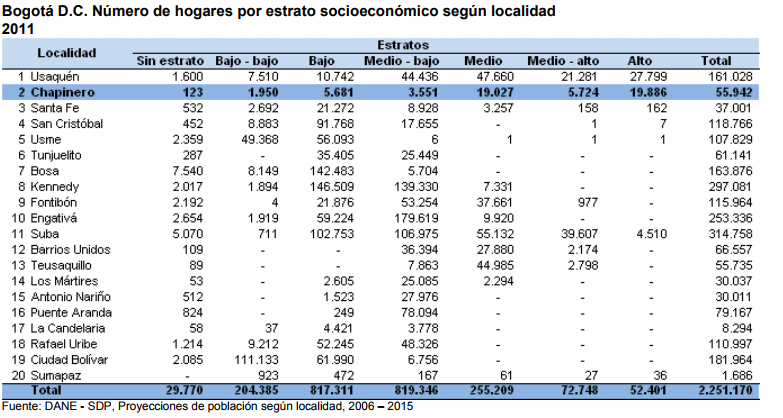 Bogotá D.C. Número de hogares por estrato socioeconómico según localidad
2011
Localidad Estratos
Sin estrato Bajo - bajo Bajo Medio - bajo Medio Medio - alto Alto Total
1 Usaquén 1.600 7.510 10.742 44.436 47.660 21.281 27.799 161.028
2 Chapinero 123 1.950 5.681 3.551 19.027 5.724 19.886 55.942
3 Santa Fe 532 2.692 21.272 8.928 3.257 158 162 37.001
4 San Cristóbal 452 8.883 91.768 17.655 - 1 7 118.766
5 Usme 2.359 49.368 56.093 6 1 1 1 107.829
6 Tunjuelito 287 - 35.405 25.449 - - - 61.141
7 Bosa 7.540 8.149 142.483 5.704 - - - 163.876
8 Kennedy 2.017 1.894 146.509 139.330 7.331 - - 297.081
9 Fontibón 2.192 4 21.876 53.254 37.661 977 - 115.964
10 Engativá 2.654 1.919 59.224 179.619 9.920 - - 253.336
11 Suba 5.070 711 102.753 106.975 55.132 39.607 4.510 314.758
12 Barrios Unidos 109 - - 36.394 27.880 2.174 - 66.557
13 Teusaquillo 89 - - 7.863 44.985 2.798 - 55.735
14 Los Mártires 53 - 2.605 25.085 2.294 - - 30.037
15 Antonio Nariño 512 - 1.523 27.976 - - - 30.011
16 Puente Aranda 824 - 249 78.094 - - - 79.167
17 La Candelaria 58 37 4.421 3.778 - - - 8.294
18 Rafael Uribe 1.214 9.212 52.245 48.326 - - - 110.997
19 Ciudad Bolívar 2.085 111.133 61.990 6.756 - - - 181.964
20 Sumapaz - 923 472 167 61 27 36 1.686
Total 29.770 204.385 817.311 819.346 255.209 72.748 52.401 2.251.170
Fuente: DANE - SDP, Proyecciones de población según localidad, 2006 – 2015